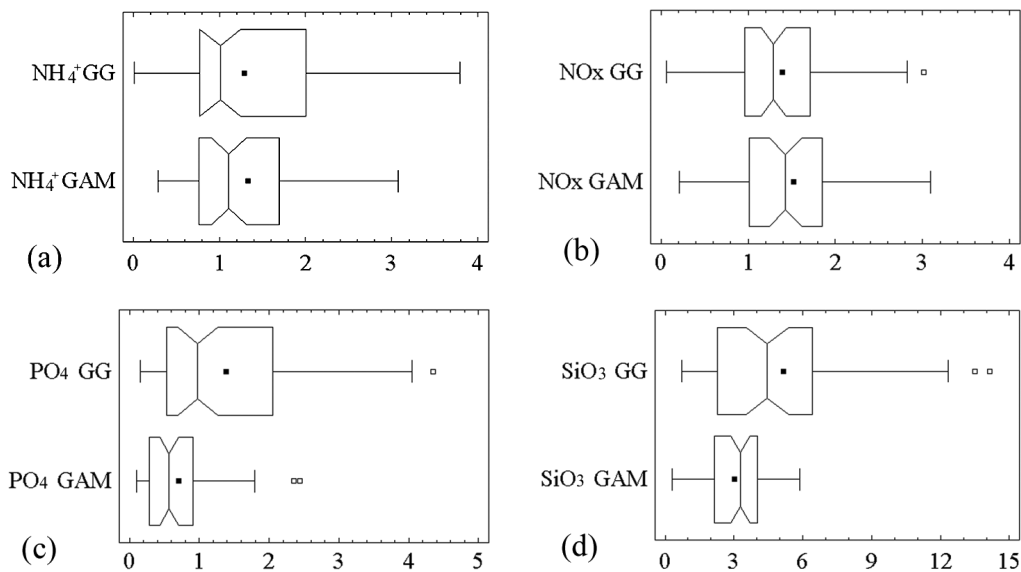 NH₄⁺GG
NH₄⁺GAM
(a)
0 1 2 3 4
NOx GG
NOx GAM
(b)
0 1 2 3 4
PO₄ GG
PO₄ GAM
(c)
0 1 2 3 4 5
SiO₃ GG
SiO₃ GAM
(d)
0 3 6 9 12 15